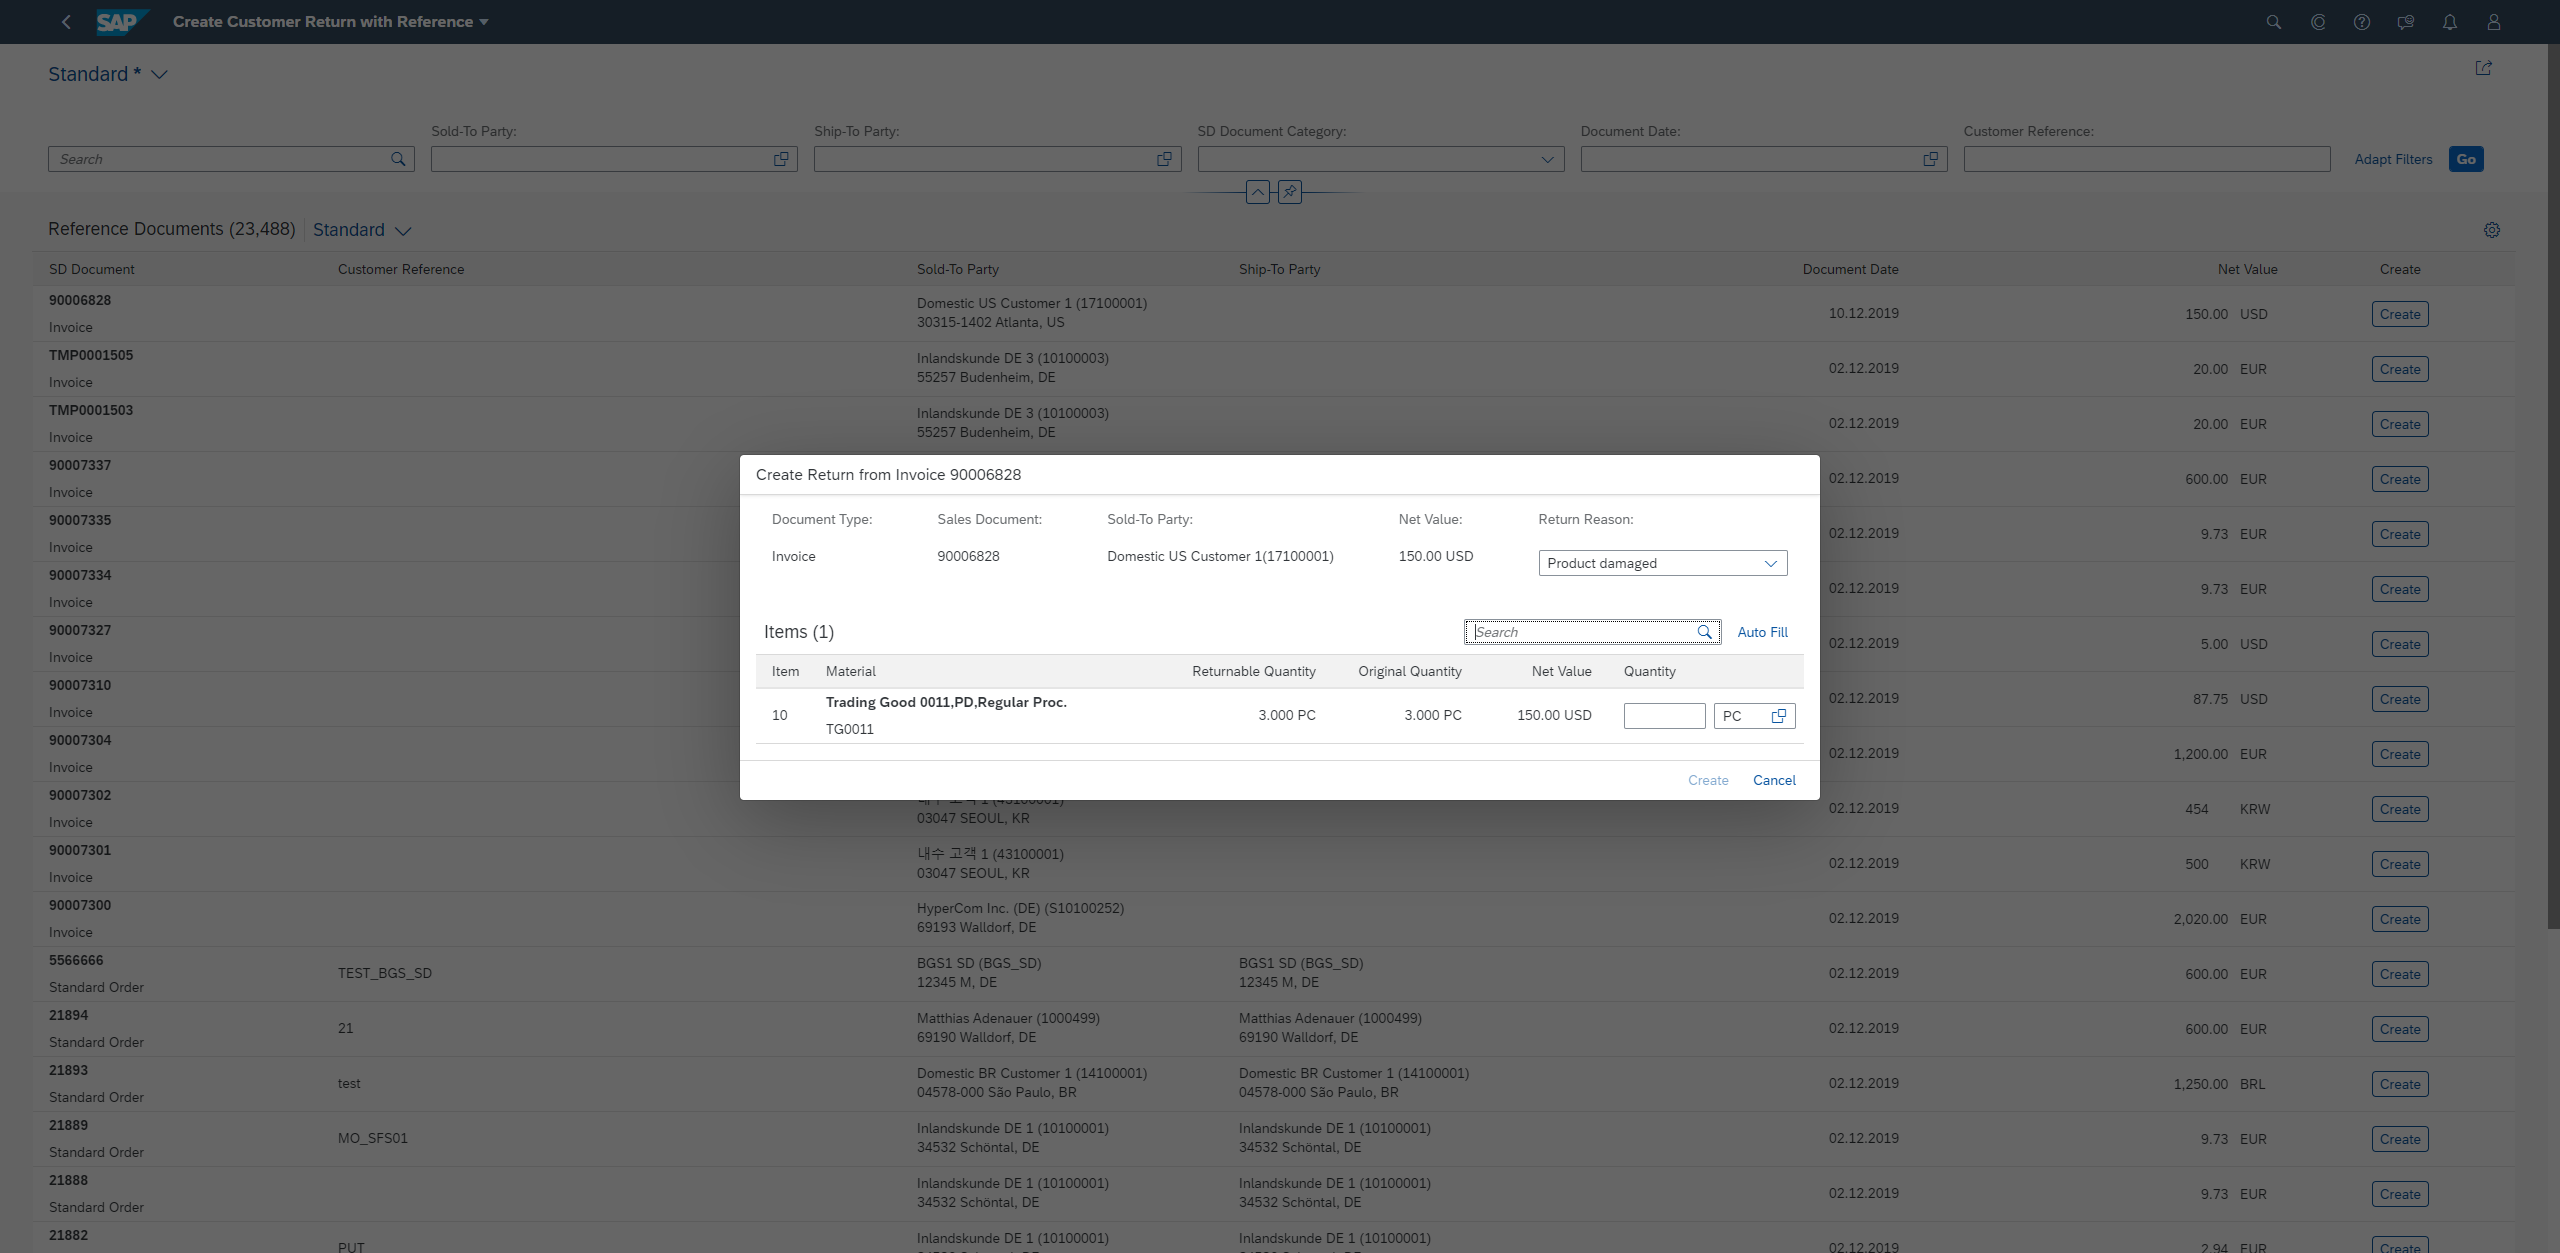 SAP Create Customer Return with Reference
Standard *
Sold-To Party: Ship-To Party: SD Document Category: Document Date: Customer Reference:
Search Adapt Filters Go
Reference Documents (23,488) Standard
SD Document Customer Reference Sold-To Party Ship-To Party Document Date Net Value Create
90006828
Invoice
Domestic US Customer 1 (17100001)
30315-1402 Atlanta, US
10.12.2019 150.00 USD Create
TMP0001505
Invoice
Inlandskunde DE 3 (10100003)
55257 Budenheim, DE
02.12.2019 20.00 EUR Create
TMP0001503
Invoice
Inlandskunde DE 3 (10100003)
55257 Budenheim, DE
02.12.2019 20.00 EUR Create
90007337
Invoice
02.12.2019 600.00 EUR Create
90007335
Invoice
02.12.2019 9.73 EUR Create
90007334
Invoice
02.12.2019 9.73 EUR Create
90007327
Invoice
02.12.2019 5.00 USD Create
90007310
Invoice
02.12.2019 87.75 USD Create
90007304
Invoice
02.12.2019 1,200.00 EUR Create
90007302
Invoice
03047 SEOUL, KR
02.12.2019 454 KRW Create
90007301
Invoice
내수 고객 1 (43100001)
03047 SEOUL, KR
02.12.2019 500 KRW Create
90007300
Invoice
HyperCom Inc. (DE) (S10100252)
69193 Walldorf, DE
02.12.2019 2,020.00 EUR Create
5566666
Standard Order
TEST_BGS_SD
BGS1 SD (BGS_SD)
12345 M, DE
BGS1 SD (BGS_SD)
12345 M, DE
02.12.2019 600.00 EUR Create
21894
Standard Order
21
Matthias Adenauer (1000499)
69190 Walldorf, DE
Matthias Adenauer (1000499)
69190 Walldorf, DE
02.12.2019 600.00 EUR Create
21893
Standard Order
test
Domestic BR Customer 1 (14100001)
04578-000 São Paulo, BR
Domestic BR Customer 1 (14100001)
04578-000 São Paulo, BR
02.12.2019 1,250.00 BRL Create
21889
Standard Order
MO_SFS01
Inlandskunde DE 1 (10100001)
34532 Schöntal, DE
Inlandskunde DE 1 (10100001)
34532 Schöntal, DE
02.12.2019 9.73 EUR Create
21888
Standard Order
Inlandskunde DE 1 (10100001)
34532 Schöntal, DE
Inlandskunde DE 1 (10100001)
34532 Schöntal, DE
02.12.2019 9.73 EUR Create
21882
PUT
Inlandskunde DE 1 (10100001)
Inlandskunde DE 1 (10100001)
02.12.2019 2.94 EUR Create
Create Return from Invoice 90006828
Document Type: Sales Document: Sold-To Party: Net Value: Return Reason:
Invoice 90006828 Domestic US Customer 1(17100001) 150.00 USD Product damaged
Items (1) Search Auto Fill
Item Material Returnable Quantity Original Quantity Net Value Quantity
Trading Good 0011,PD,Regular Proc.
10 3.000 PC 3.000 PC 150.00 USD PC
TG0011
Create Cancel